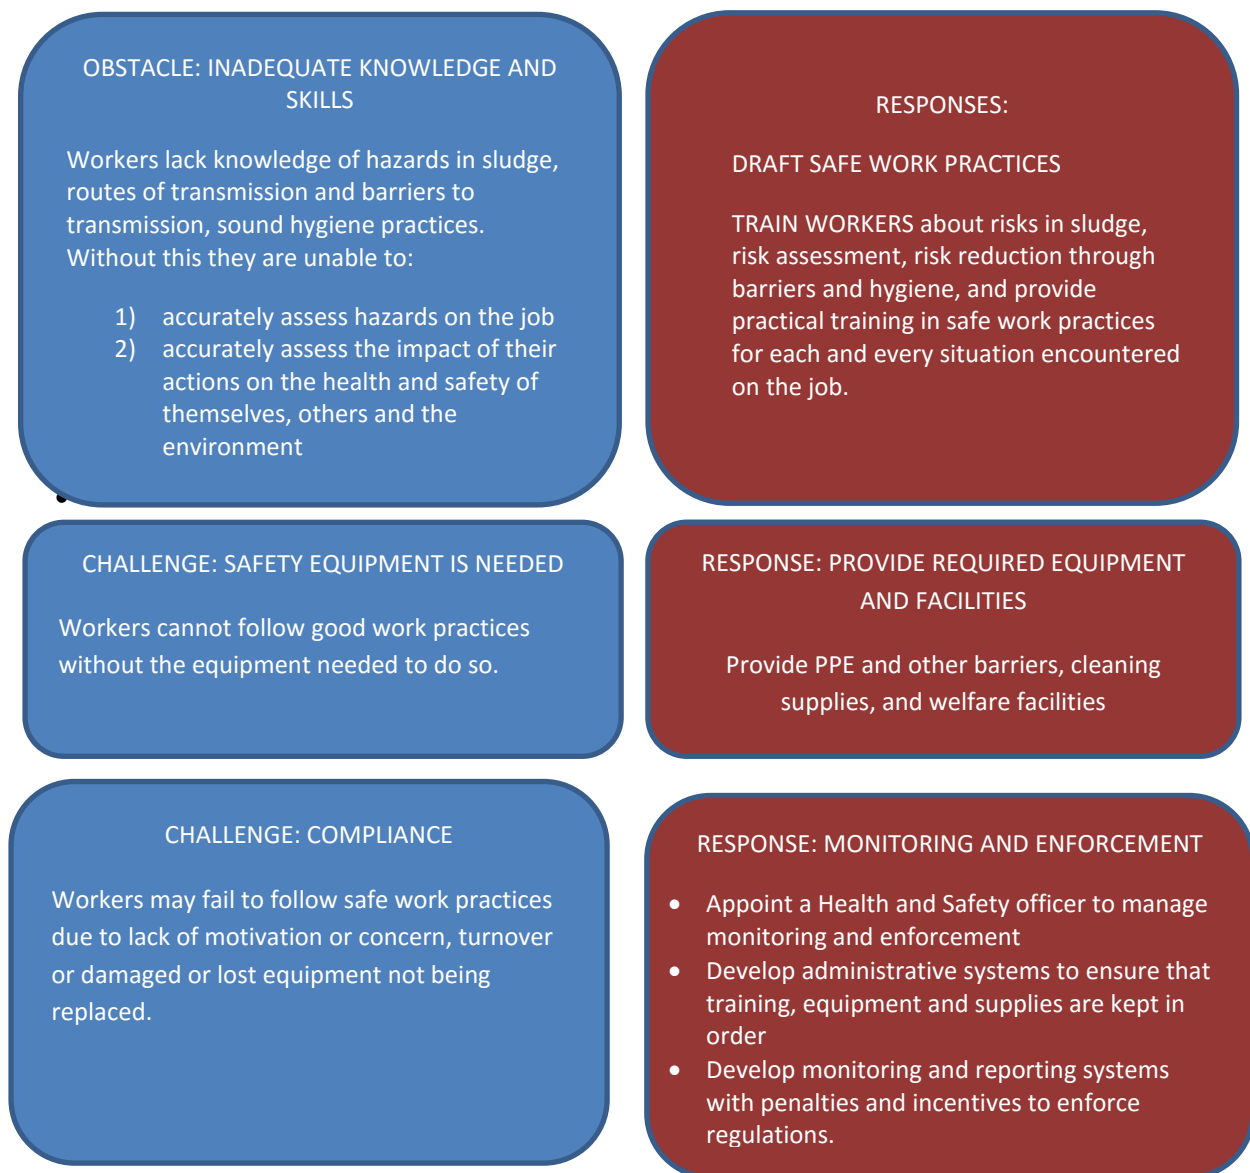 OBSTACLE: INADEQUATE KNOWLEDGE AND
SKILLS
Workers lack knowledge of hazards in sludge,
routes of transmission and barriers to
transmission, sound hygiene practices.
Without this they are unable to:
1) accurately assess hazards on the job
2) accurately assess the impact of their
actions on the health and safety of
themselves, others and the
environment
RESPONSES:
DRAFT SAFE WORK PRACTICES
TRAIN WORKERS about risks in sludge,
risk assessment, risk reduction through
barriers and hygiene, and provide
practical training in safe work practices
for each and every situation encountered
on the job.
CHALLENGE: SAFETY EQUIPMENT IS NEEDED
Workers cannot follow good work practices
without the equipment needed to do so.
RESPONSE: PROVIDE REQUIRED EQUIPMENT
AND FACILITIES
Provide PPE and other barriers, cleaning
supplies, and welfare facilities
CHALLENGE: COMPLIANCE
Workers may fail to follow safe work practices
due to lack of motivation or concern, turnover
or damaged or lost equipment not being
replaced.
RESPONSE: MONITORING AND ENFORCEMENT
• Appoint a Health and Safety officer to manage
monitoring and enforcement
• Develop administrative systems to ensure that
training, equipment and supplies are kept in
order
• Develop monitoring and reporting systems
with penalties and incentives to enforce
regulations.